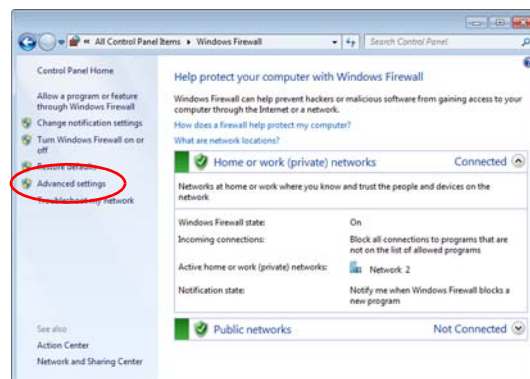 « All Control Panel Items ▸ Windows Firewall
Search Control Panel
Control Panel Home
Allow a program or feature
through Windows Firewall
Change notification settings
Turn Windows Firewall on or
off
Restore defaults
Advanced settings
Troubleshoot my network
See also
Action Center
Network and Sharing Center
Help protect your computer with Windows Firewall
Windows Firewall can help prevent hackers or malicious software from gaining access to your
computer through the Internet or a network.
How does a firewall help protect my computer?
What are network locations?
Home or work (private) networks Connected
Networks at home or work where you know and trust the people and devices on the
network
Windows Firewall state: On
Incoming connections: Block all connections to programs that are
not on the list of allowed programs
Active home or work (private) networks: Network 2
Notification state: Notify me when Windows Firewall blocks a
new program
Public networks Not Connected